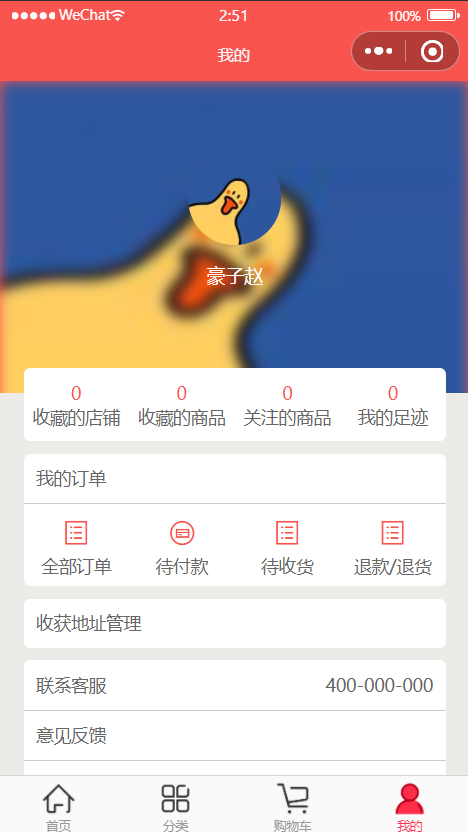 WeChat 2:51 100%
我的
豪子赵
0 0 0 0
收藏的店铺 收藏的商品 关注的商品 我的足迹
我的订单
全部订单 待付款 待收货 退款/退货
收获地址管理
联系客服 400-000-000
意见反馈
首页 分类 购物车 我的